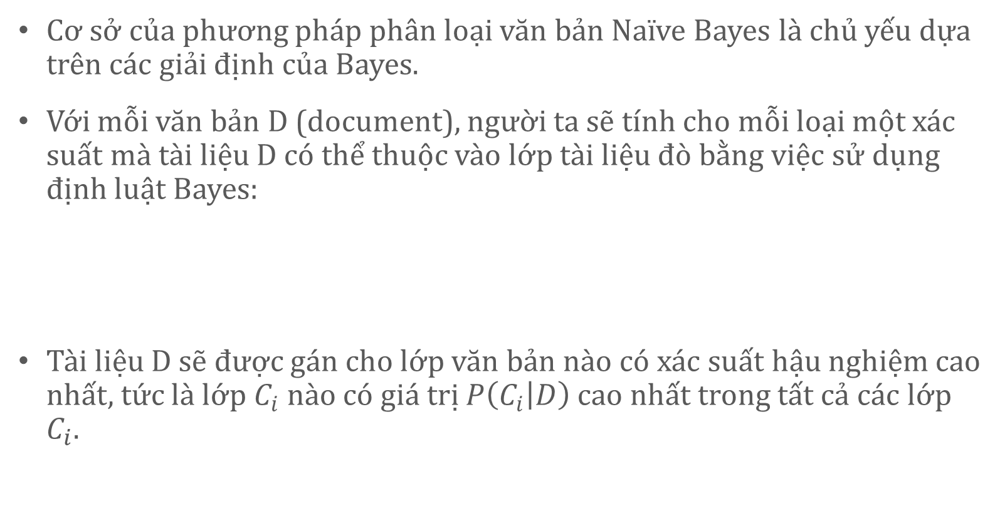 • Cơ sở của phương pháp phân loại văn bản Naïve Bayes là chủ yếu dựa
trên các giải định của Bayes.
• Với mỗi văn bản D (document), người ta sẽ tính cho mỗi loại một xác
suất mà tài liệu D có thể thuộc vào lớp tài liệu đò bằng việc sử dụng
định luật Bayes:
• Tài liệu D sẽ được gán cho lớp văn bản nào có xác suất hậu nghiệm cao
nhất, tức là lớp Cᵢ nào có giá trị P(Cᵢ|D) cao nhất trong tất cả các lớp
Cᵢ.